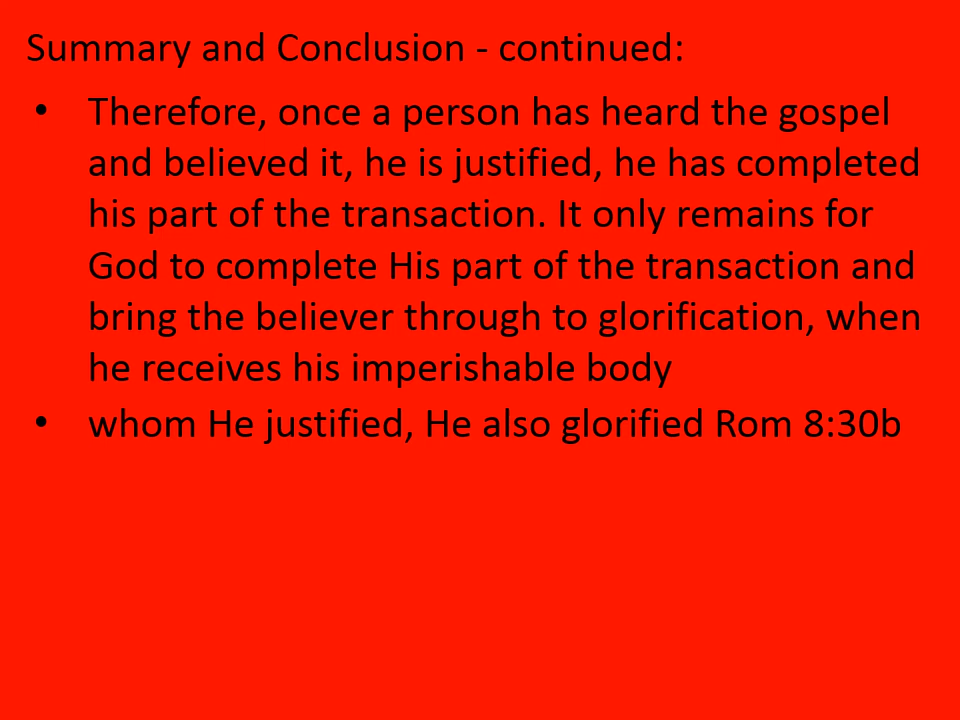 Summary and Conclusion - continued:
• Therefore, once a person has heard the gospel
and believed it, he is justified, he has completed
his part of the transaction. It only remains for
God to complete His part of the transaction and
bring the believer through to glorification, when
he receives his imperishable body
• whom He justified, He also glorified Rom 8:30b